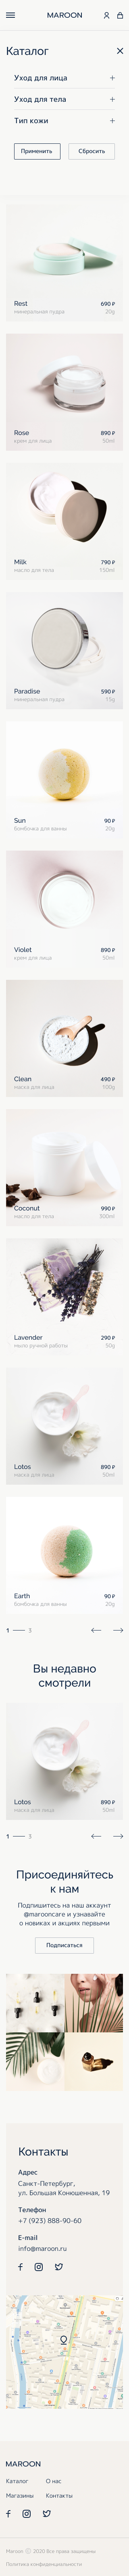 MAROON
Каталог
Уход для лица
Уход для тела
Тип кожи
Применить
Сбросить
Rest 690 ₽
минеральная пудра 20g
Rose 890 ₽
крем для лица 50ml
Milk 790 ₽
масло для тела 150ml
Paradise 590 ₽
минеральная пудра 15g
Sun 90 ₽
бомбочка для ванны 20g
Violet 890 ₽
крем для лица 50ml
Clean 490 ₽
маска для лица 100g
Coconut 990 ₽
масло для тела 500ml
Lavender 290 ₽
мыло ручной работы 50g
Lotos 890 ₽
маска для лица 50ml
Earth 90 ₽
бомбочка для ванны 20g
1 3
Вы недавно
смотрели
Lotos 890 ₽
маска для лица 50ml
1 3
Присоединяйтесь
к нам
Подпишитесь на наш аккаунт
@marooncare и узнавайте
о новиках и акциях первыми
Подписаться
Контакты
Адрес
Санкт-Петербург,
ул. Большая Конюшенная, 19
Телефон
+7 (923) 888-90-60
E-mail
info@maroon.ru
MAROON
Каталог О нас
Магазины Контакты
Maroon © 2020 Все права защищены
Политика конфиденциальности